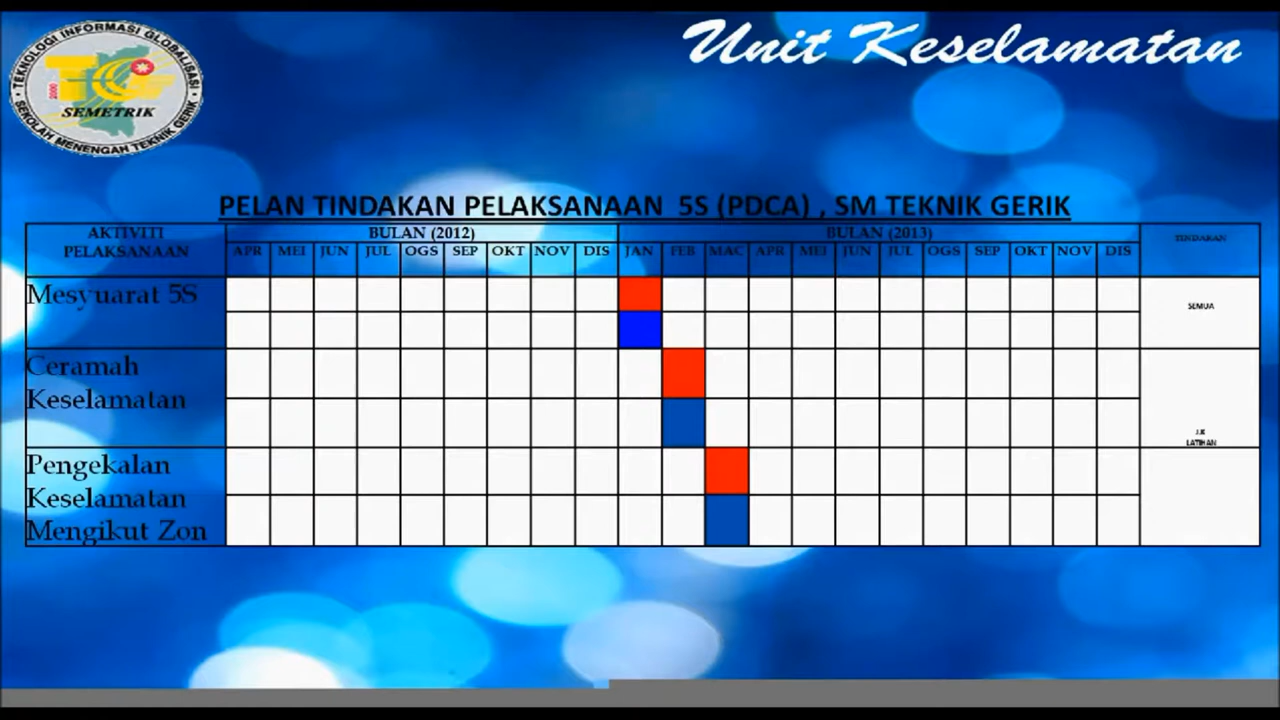 TEKNOLOGI INFORMASI GLOBALISASI
2000
SEMETRIK
SEKOLAH MENENGAH TEKNIK GERIK
Unit Keselamatan
PELAN TINDAKAN PELAKSANAAN 5S (PDCA) , SM TEKNIK GERIK
AKTIVITI PELAKSANAAN BULAN (2012) BULAN (2013) TINDAKAN
APR MEI JUN JUL OGS SEP OKT NOV DIS JAN FEB MAC APR MEI JUN JUL OGS SEP OKT NOV DIS
Mesyuarat 5S
SEMUA
Ceramah
Keselamatan
J.K
LATIHAN
Pengekalan
Keselamatan
Mengikut Zon